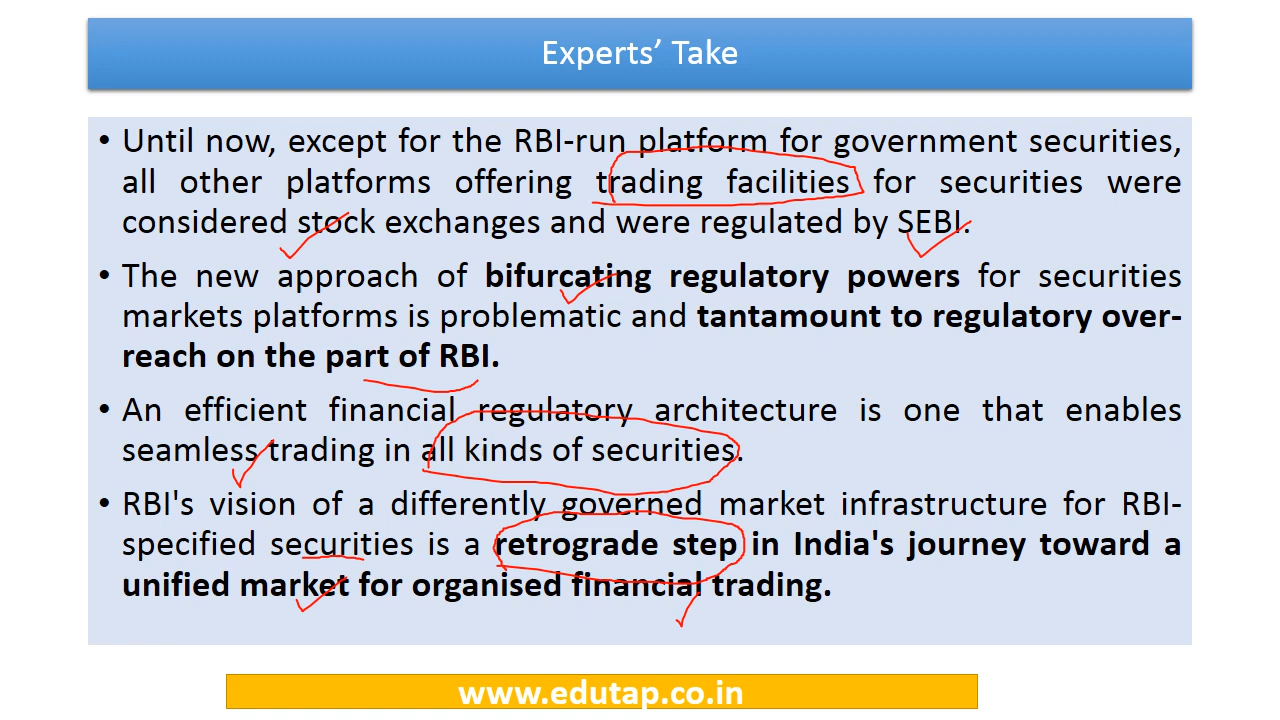 Experts’ Take
• Until now, except for the RBI-run platform for government securities,
all other platforms offering trading facilities for securities were
considered stock exchanges and were regulated by SEBI.
• The new approach of bifurcating regulatory powers for securities
markets platforms is problematic and tantamount to regulatory over-
reach on the part of RBI.
• An efficient financial regulatory architecture is one that enables
seamless trading in all kinds of securities.
• RBI's vision of a differently governed market infrastructure for RBI-
specified securities is a retrograde step in India's journey toward a
unified market for organised financial trading.
www.edutap.co.in